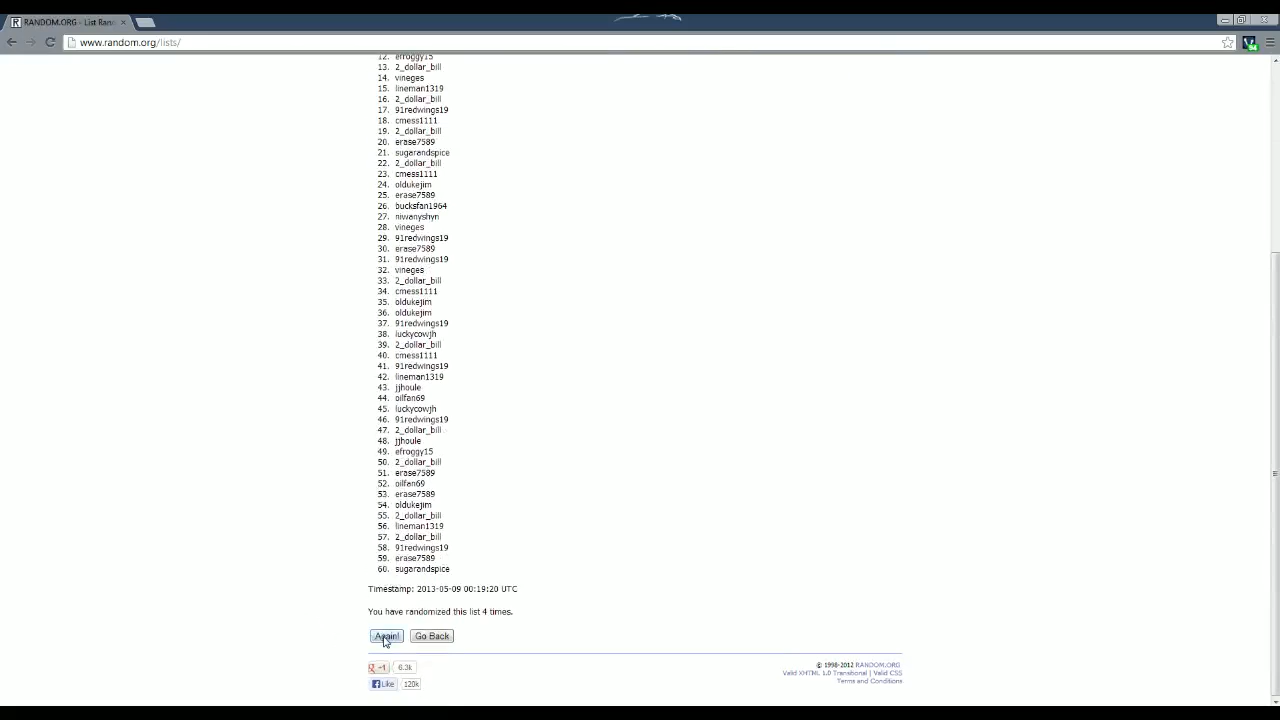 RANDOM.ORG - List Ran
www.random.org/lists/
12. efroggy15
13. 2_dollar_bill
14. vineges
15. lineman1319
16. 2_dollar_bill
17. 91redwings19
18. cmess1111
19. 2_dollar_bill
20. erase7589
21. sugarandspice
22. 2_dollar_bill
23. cmess1111
24. oldukejim
25. erase7589
26. bucksfan1964
27. niwanyshyn
28. vineges
29. 91redwings19
30. erase7589
31. 91redwings19
32. vineges
33. 2_dollar_bill
34. cmess1111
35. oldukejim
36. oldukejim
37. 91redwings19
38. luckycowjh
39. 2_dollar_bill
40. cmess1111
41. 91redwings19
42. lineman1319
43. jjhoule
44. oilfan69
45. luckycowjh
46. 91redwings19
47. 2_dollar_bill
48. jjhoule
49. efroggy15
50. 2_dollar_bill
51. erase7589
52. oilfan69
53. erase7589
54. oldukejim
55. 2_dollar_bill
56. lineman1319
57. 2_dollar_bill
58. 91redwings19
59. erase7589
60. sugarandspice
Timestamp: 2013-05-09 00:19:20 UTC
You have randomized this list 4 times.
Again! Go Back
© 1998-2012 RANDOM.ORG
Valid XHTML 1.0 Transitional | Valid CSS
Terms and Conditions
+1 6.3k
Like 120k